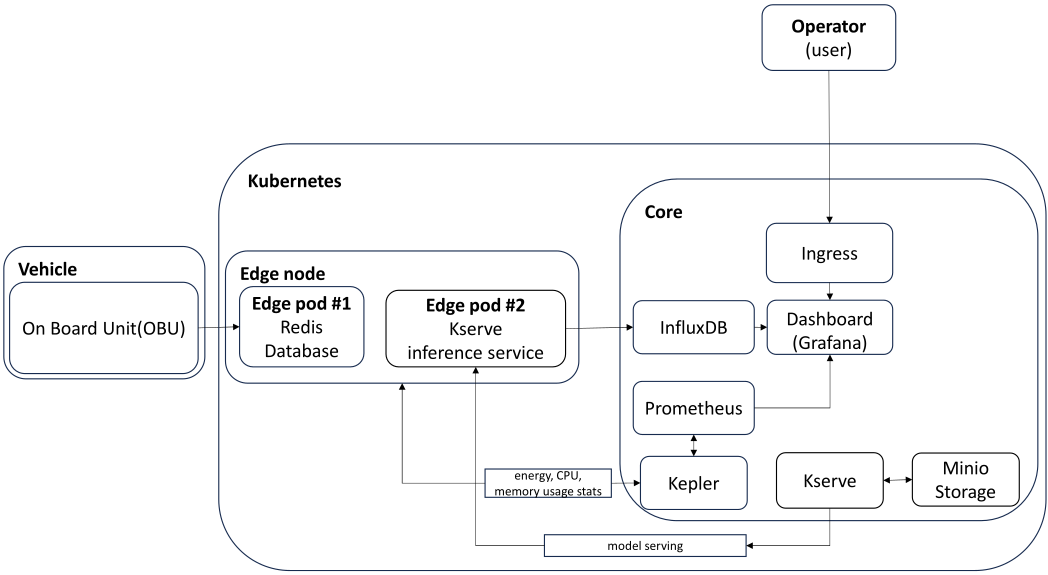 Operator
(user)
Kubernetes
Core
Ingress
Vehicle
On Board Unit(OBU)
Edge node
Edge pod #1
Redis
Database
Edge pod #2
Kserve
inference service
InfluxDB
Dashboard
(Grafana)
Prometheus
energy, CPU,
memory usage stats
Kepler
Kserve
Minio
Storage
model serving